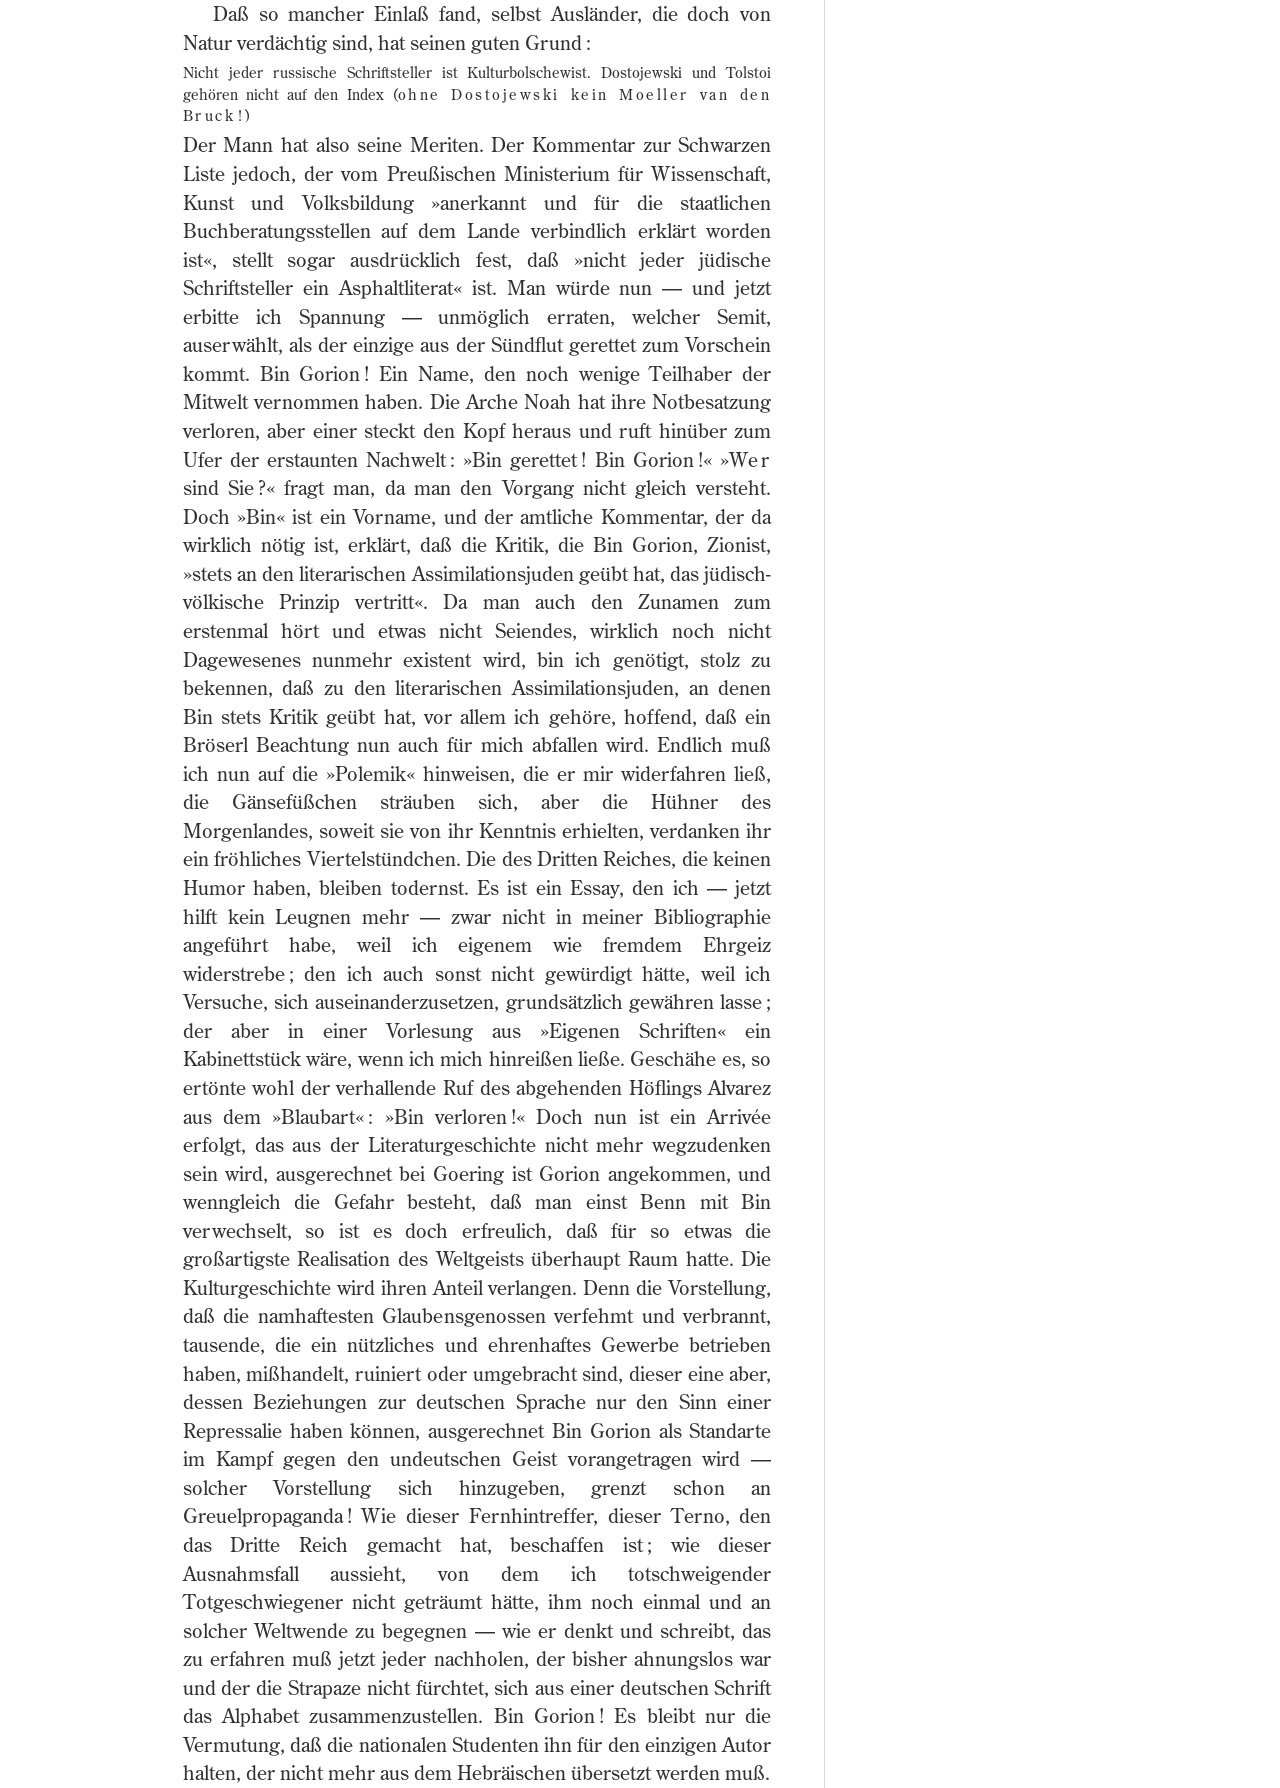 Daß so mancher Einlaß fand, selbst Ausländer, die doch von
Natur verdächtig sind, hat seinen guten Grund :
Nicht jeder russische Schriftsteller ist Kulturbolschewist. Dostojewski und Tolstoi
gehören nicht auf den Index (ohne Dostojewski kein Moeller van den
Bruck!)
Der Mann hat also seine Meriten. Der Kommentar zur Schwarzen
Liste jedoch, der vom Preußischen Ministerium für Wissenschaft,
Kunst und Volksbildung »anerkannt und für die staatlichen
Buchberatungsstellen auf dem Lande verbindlich erklärt worden
ist«, stellt sogar ausdrücklich fest, daß »nicht jeder jüdische
Schriftsteller ein Asphaltliterat« ist. Man würde nun — und jetzt
erbitte ich Spannung — unmöglich erraten, welcher Semit,
auserwählt, als der einzige aus der Sündflut gerettet zum Vorschein
kommt. Bin Gorion ! Ein Name, den noch wenige Teilhaber der
Mitwelt vernommen haben. Die Arche Noah hat ihre Notbesatzung
verloren, aber einer steckt den Kopf heraus und ruft hinüber zum
Ufer der erstaunten Nachwelt : »Bin gerettet ! Bin Gorion !« »Wer
sind Sie ?« fragt man, da man den Vorgang nicht gleich versteht.
Doch »Bin« ist ein Vorname, und der amtliche Kommentar, der da
wirklich nötig ist, erklärt, daß die Kritik, die Bin Gorion, Zionist,
»stets an den literarischen Assimilationsjuden geübt hat, das jüdisch-
völkische Prinzip vertritt«. Da man auch den Zunamen zum
erstenmal hört und etwas nicht Seiendes, wirklich noch nicht
Dagewesenes nunmehr existent wird, bin ich genötigt, stolz zu
bekennen, daß zu den literarischen Assimilationsjuden, an denen
Bin stets Kritik geübt hat, vor allem ich gehöre, hoffend, daß ein
Bröserl Beachtung nun auch für mich abfallen wird. Endlich muß
ich nun auf die »Polemik« hinweisen, die er mir widerfahren ließ,
die Gänsefüßchen sträuben sich, aber die Hühner des
Morgenlandes, soweit sie von ihr Kenntnis erhielten, verdanken ihr
ein fröhliches Viertelstündchen. Die des Dritten Reiches, die keinen
Humor haben, bleiben todernst. Es ist ein Essay, den ich — jetzt
hilft kein Leugnen mehr — zwar nicht in meiner Bibliographie
angeführt habe, weil ich eigenem wie fremdem Ehrgeiz
widerstrebe ; den ich auch sonst nicht gewürdigt hätte, weil ich
Versuche, sich auseinanderzusetzen, grundsätzlich gewähren lasse ;
der aber in einer Vorlesung aus »Eigenen Schriften« ein
Kabinettstück wäre, wenn ich mich hinreißen ließe. Geschähe es, so
ertönte wohl der verhallende Ruf des abgehenden Höflings Alvarez
aus dem »Blaubart« : »Bin verloren !« Doch nun ist ein Arrivée
erfolgt, das aus der Literaturgeschichte nicht mehr wegzudenken
sein wird, ausgerechnet bei Goering ist Gorion angekommen, und
wenngleich die Gefahr besteht, daß man einst Benn mit Bin
verwechselt, so ist es doch erfreulich, daß für so etwas die
großartigste Realisation des Weltgeists überhaupt Raum hatte. Die
Kulturgeschichte wird ihren Anteil verlangen. Denn die Vorstellung,
daß die namhaftesten Glaubensgenossen verfehmt und verbrannt,
tausende, die ein nützliches und ehrenhaftes Gewerbe betrieben
haben, mißhandelt, ruiniert oder umgebracht sind, dieser eine aber,
dessen Beziehungen zur deutschen Sprache nur den Sinn einer
Repressalie haben können, ausgerechnet Bin Gorion als Standarte
im Kampf gegen den undeutschen Geist vorangetragen wird —
solcher Vorstellung sich hinzugeben, grenzt schon an
Greuelpropaganda ! Wie dieser Fernhintreffer, dieser Terno, den
das Dritte Reich gemacht hat, beschaffen ist ; wie dieser
Ausnahmsfall aussieht, von dem ich totschweigender
Totgeschwiegener nicht geträumt hätte, ihm noch einmal und an
solcher Weltwende zu begegnen — wie er denkt und schreibt, das
zu erfahren muß jetzt jeder nachholen, der bisher ahnungslos war
und der die Strapaze nicht fürchtet, sich aus einer deutschen Schrift
das Alphabet zusammenzustellen. Bin Gorion ! Es bleibt nur die
Vermutung, daß die nationalen Studenten ihn für den einzigen Autor
halten, der nicht mehr aus dem Hebräischen übersetzt werden muß.